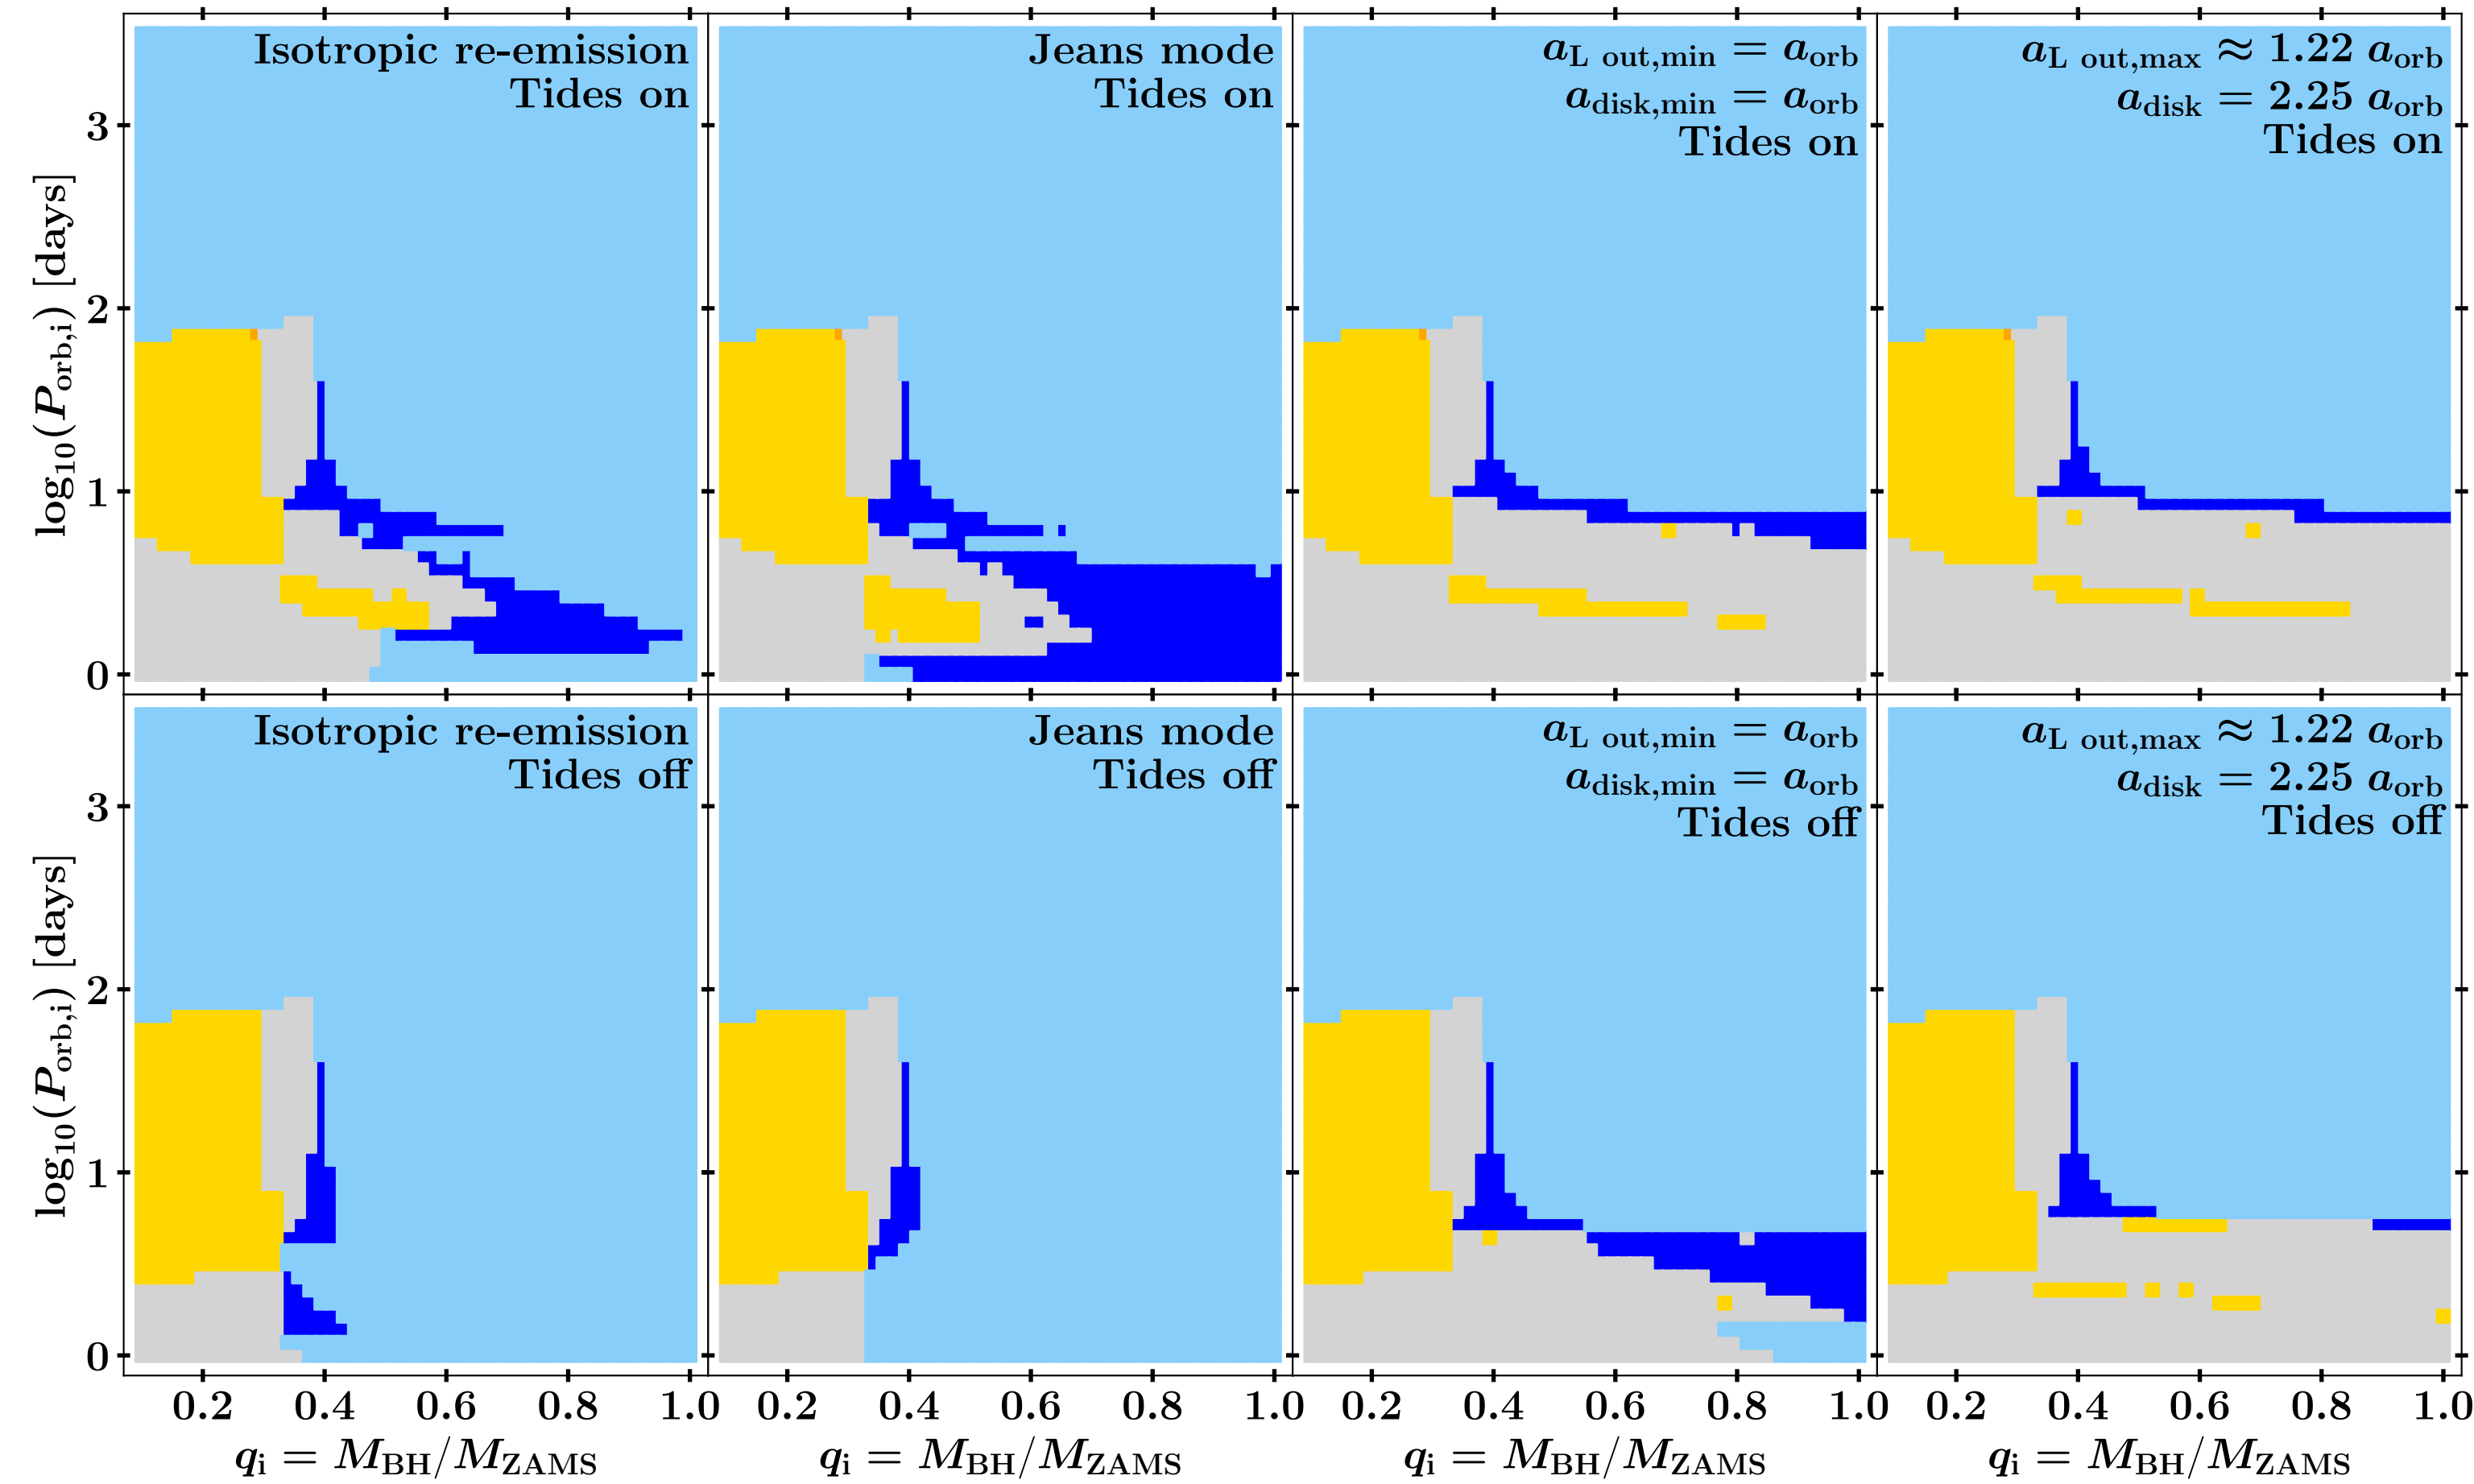 Isotropic re-emission
Tides on
Jeans mode
Tides on
a_L out,min = a_orb
a_disk,min = a_orb
Tides on
a_L out,max ≈ 1.22 a_orb
a_disk = 2.25 a_orb
Tides on
log10(P_orb,i) [days]
3
2
1
0
Isotropic re-emission
Tides off
Jeans mode
Tides off
a_L out,min = a_orb
a_disk,min = a_orb
Tides off
a_L out,max ≈ 1.22 a_orb
a_disk = 2.25 a_orb
Tides off
log10(P_orb,i) [days]
3
2
1
0
0.2 0.4 0.6 0.8 1.0 0.2 0.4 0.6 0.8 1.0 0.2 0.4 0.6 0.8 1.0 0.2 0.4 0.6 0.8 1.0
q_i = M_BH/M_ZAMS q_i = M_BH/M_ZAMS q_i = M_BH/M_ZAMS q_i = M_BH/M_ZAMS